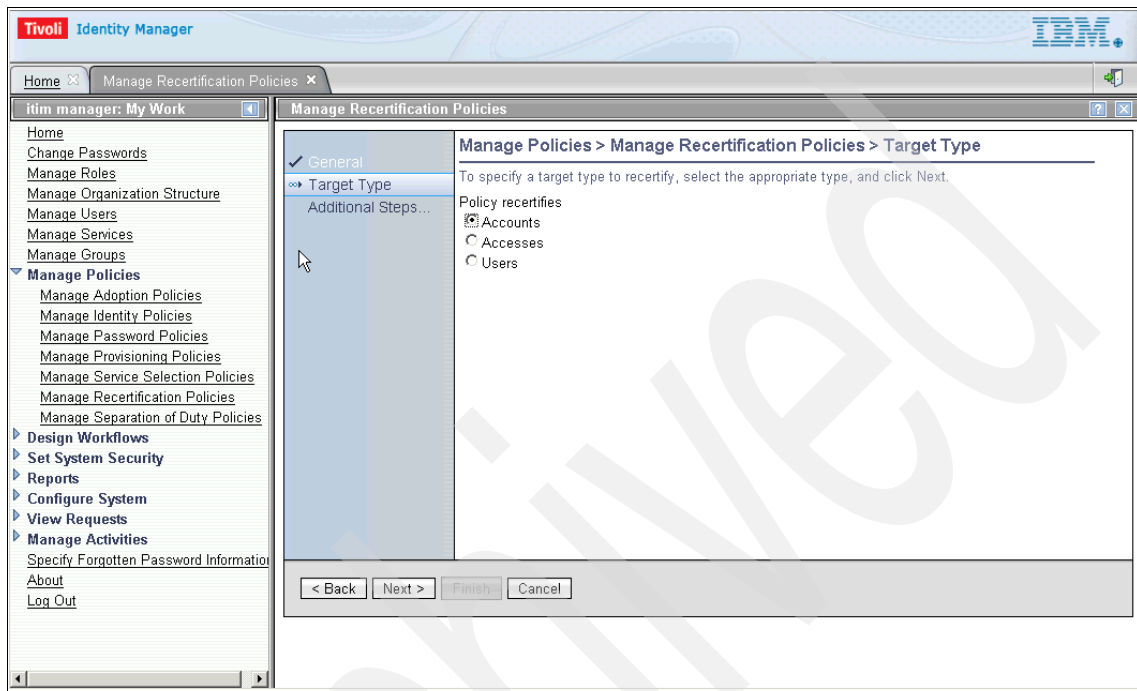 Tivoli Identity Manager
IBM.
Home
Manage Recertification Policies
itim manager: My Work
Home
Change Passwords
Manage Roles
Manage Organization Structure
Manage Users
Manage Services
Manage Groups
Manage Policies
Manage Adoption Policies
Manage Identity Policies
Manage Password Policies
Manage Provisioning Policies
Manage Service Selection Policies
Manage Recertification Policies
Manage Separation of Duty Policies
Design Workflows
Set System Security
Reports
Configure System
View Requests
Manage Activities
Specify Forgotten Password Informatio
About
Log Out
Manage Recertification Policies
General
Target Type
Additional Steps...
Manage Policies > Manage Recertification Policies > Target Type
To specify a target type to recertify, select the appropriate type, and click Next.
Policy recertifies
Accounts
Accesses
Users
< Back Next > Finish Cancel
hived